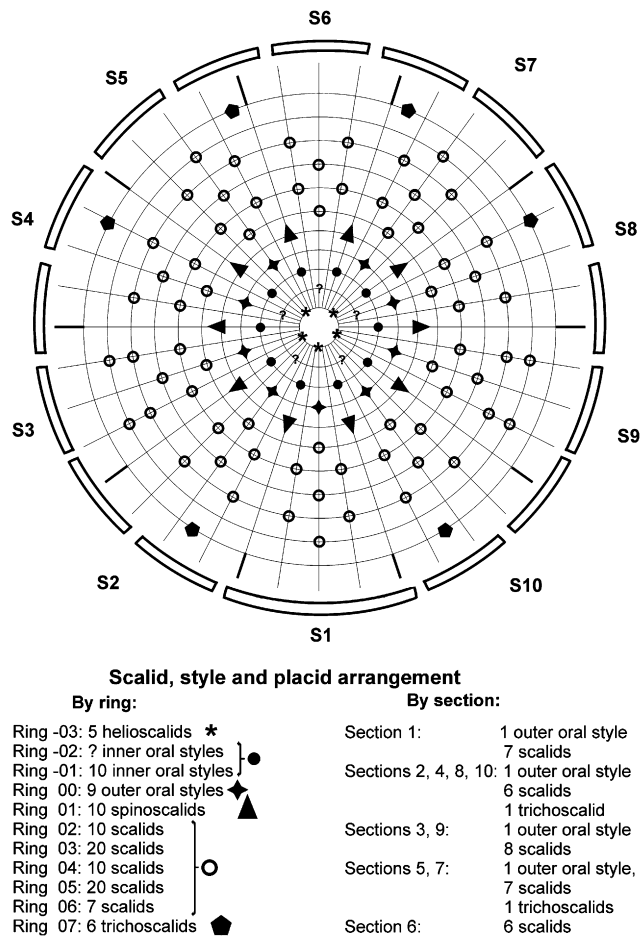 S6
S5
S7
S4
S8
?
?
?
?
?
S3
S9
S2
S10
S1
Scalid, style and placid arrangement
By ring:
Ring -03: 5 helioscalids
Ring -02: ? inner oral styles
Ring -01: 10 inner oral styles
Ring 00: 9 outer oral styles
Ring 01: 10 spinoscalids
Ring 02: 10 scalids
Ring 03: 20 scalids
Ring 04: 10 scalids
Ring 05: 20 scalids
Ring 06: 7 scalids
Ring 07: 6 trichoscalids
By section:
Section 1: 1 outer oral style
7 scalids
Sections 2, 4, 8, 10: 1 outer oral style
6 scalids
1 trichoscalid
Sections 3, 9: 1 outer oral style
8 scalids
Sections 5, 7: 1 outer oral style,
7 scalids
1 trichoscalids
Section 6: 6 scalids